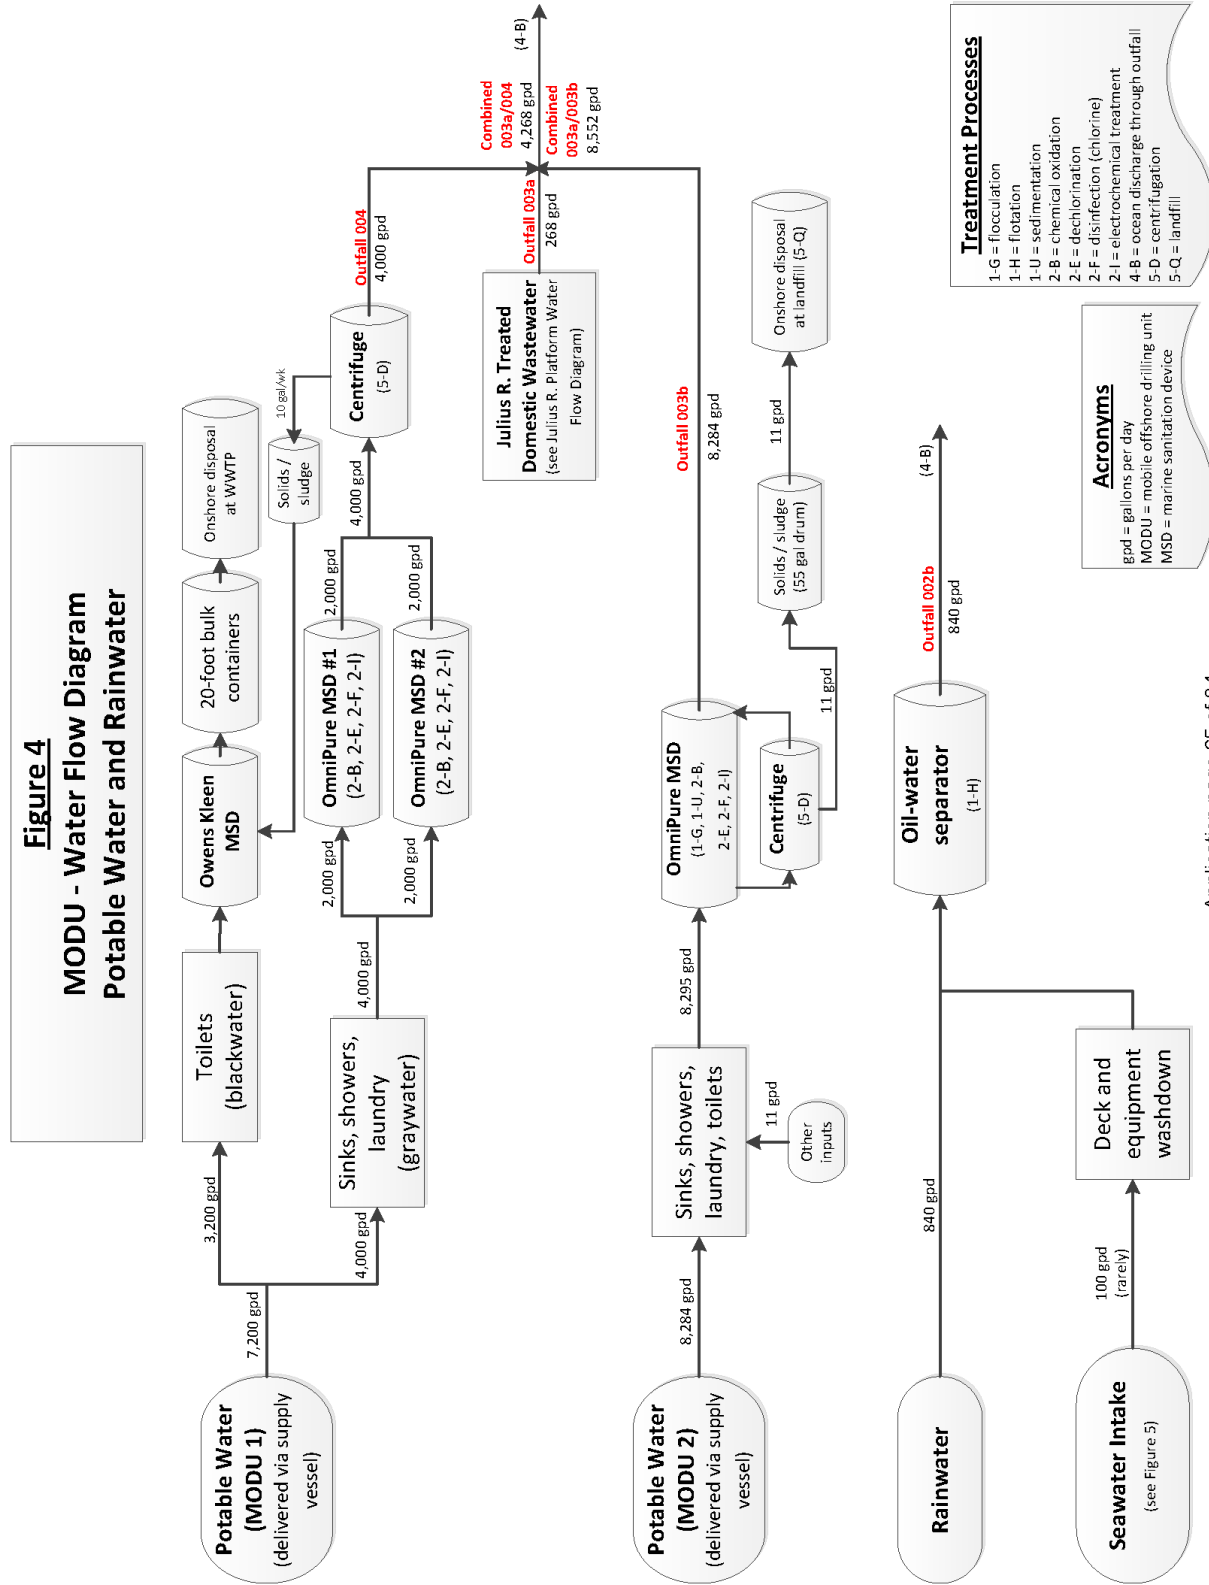 Figure 4
MODU - Water Flow Diagram
Potable Water and Rainwater
Potable Water
(MODU 1)
(delivered via supply
vessel)
7,200 gpd
3,200 gpd
4,000 gpd
Toilets
(blackwater)
Owens Kleen
MSD
20-foot bulk
containers
Onshore disposal
at WWTP
Sinks, showers,
laundry
(graywater)
4,000 gpd
2,000 gpd
2,000 gpd
OmniPure MSD #1
(2-B, 2-E, 2-F, 2-I)
OmniPure MSD #2
(2-B, 2-E, 2-F, 2-I)
2,000 gpd
2,000 gpd
4,000 gpd
Solids /
sludge
10 gal/wk
Centrifuge
(5-D)
Outfall 004
4,000 gpd
Julius R. Treated
Domestic Wastewater
(see Julius R. Platform Water
Flow Diagram)
Outfall 003a
268 gpd
Combined
003a/004
4,268 gpd
Combined
003a/003b
8,552 gpd
(4-B)
Potable Water
(MODU 2)
(delivered via supply
vessel)
8,284 gpd
Sinks, showers,
laundry, toilets
11 gpd
Other
inputs
8,295 gpd
OmniPure MSD
(1-G, 1-U, 2-B,
2-E, 2-F, 2-I)
Centrifuge
(5-D)
Outfall 003b
8,284 gpd
11 gpd
Solids / sludge
(55 gal drum)
11 gpd
Onshore disposal
at landfill (5-Q)
Rainwater
840 gpd
Oil-water
separator
(1-H)
Outfall 002b
840 gpd
(4-B)
Seawater Intake
(see Figure 5)
100 gpd
(rarely)
Deck and
equipment
washdown
Acronyms
gpd = gallons per day
MODU = mobile offshore drilling unit
MSD = marine sanitation device
Treatment Processes
1-G = flocculation
1-H = flotation
1-U = sedimentation
2-B = chemical oxidation
2-E = dechlorination
2-F = disinfection (chlorine)
2-I = electrochemical treatment
4-B = ocean discharge through outfall
5-D = centrifugation
5-Q = landfill